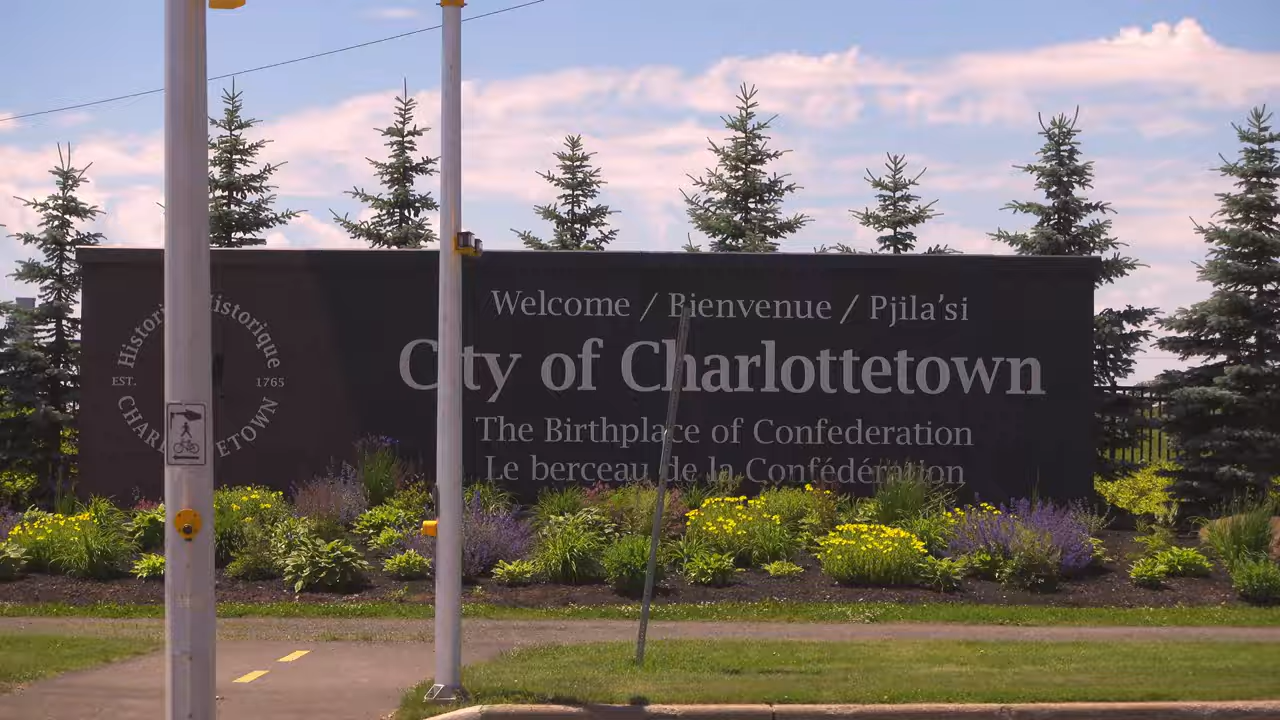 Historic Historique
EST. 1765
CHARLOTTETOWN
Welcome / Bienvenue / Pjila'si
City of Charlottetown
The Birthplace of Confederation
Le berceau de la Confédération